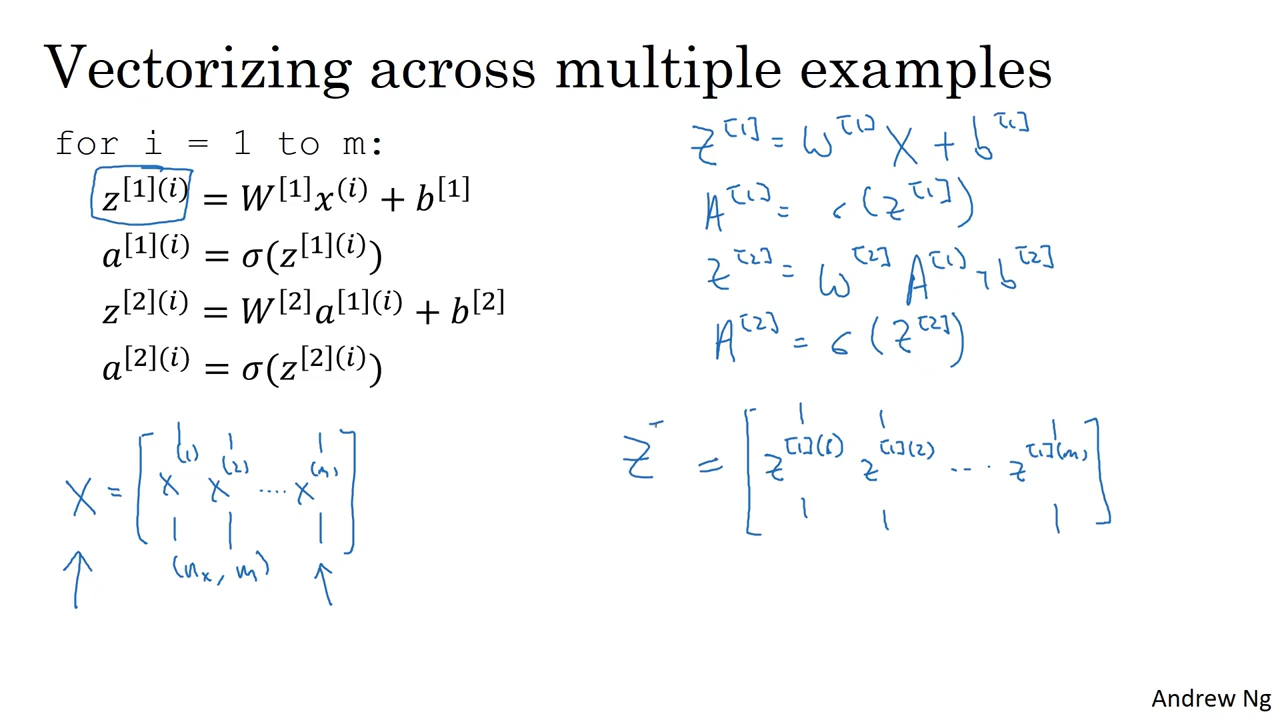 Vectorizing across multiple examples
for i = 1 to m:
z[1](i) = W[1]x(i) + b[1]
a[1](i) = σ(z[1](i))
z[2](i) = W[2]a[1](i) + b[2]
a[2](i) = σ(z[2](i))
Z[1] = W[1] X + b[1]
A[1] = σ(Z[1])
Z[2] = W[2] A[1] + b[2]
A[2] = σ(Z[2])
X = [x(1) x(2) .... x(m)]
(nx, m)
Z = [z[1](1) z[1](2) ... z[1](m)]
Andrew Ng